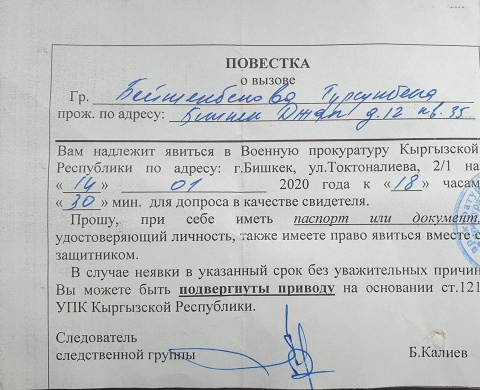 ПОВЕСТКА
о вызове
Гр. Бейшенбекова Турсунбека
прож. по адресу: Бишкек Джал д.12 кв. 35
Вам надлежит явиться в Военную прокуратуру Кыргызской
Республики по адресу: г.Бишкек, ул.Токтоналиева, 2/1 на
«14» 01 2020 года к «18» часам
«30» мин. для допроса в качестве свидетеля.
Прошу, при себе иметь паспорт или документ,
удостоверяющий личность, также имеете право явиться вместе с
защитником.
В случае неявки в указанный срок без уважительных причин
Вы можете быть подвергнуты приводу на основании ст.121
УПК Кыргызской Республики.
Следователь
следственной группы Б.Калиев